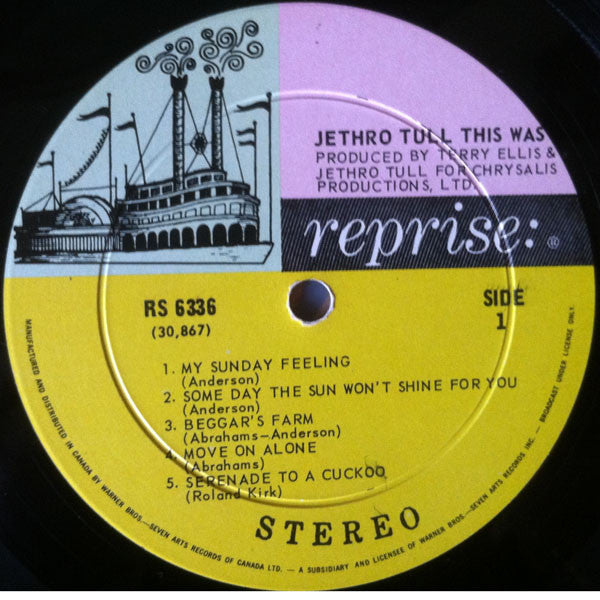 JETHRO TULL THIS WAS
PRODUCED BY TERRY ELLIS &
JETHRO TULL FOR CHRYSALIS
PRODUCTIONS, LTD.
reprise: ®
RS 6336
(30,867)
SIDE
1
1. MY SUNDAY FEELING
(Anderson)
2. SOME DAY THE SUN WON'T SHINE FOR YOU
(Anderson)
3. BEGGAR'S FARM
(Abrahams—Anderson)
4. MOVE ON ALONE
(Abrahams)
5. SERENADE TO A CUCKOO
(Roland Kirk)
STEREO
MANUFACTURED AND DISTRIBUTED IN CANADA BY WARNER BROS.—SEVEN ARTS RECORDS OF CANADA LTD. — A SUBSIDIARY AND LICENSEE OF WARNER BROS.—SEVEN ARTS RECORDS INC. — BROADCAST UNDER LICENSE ONLY.